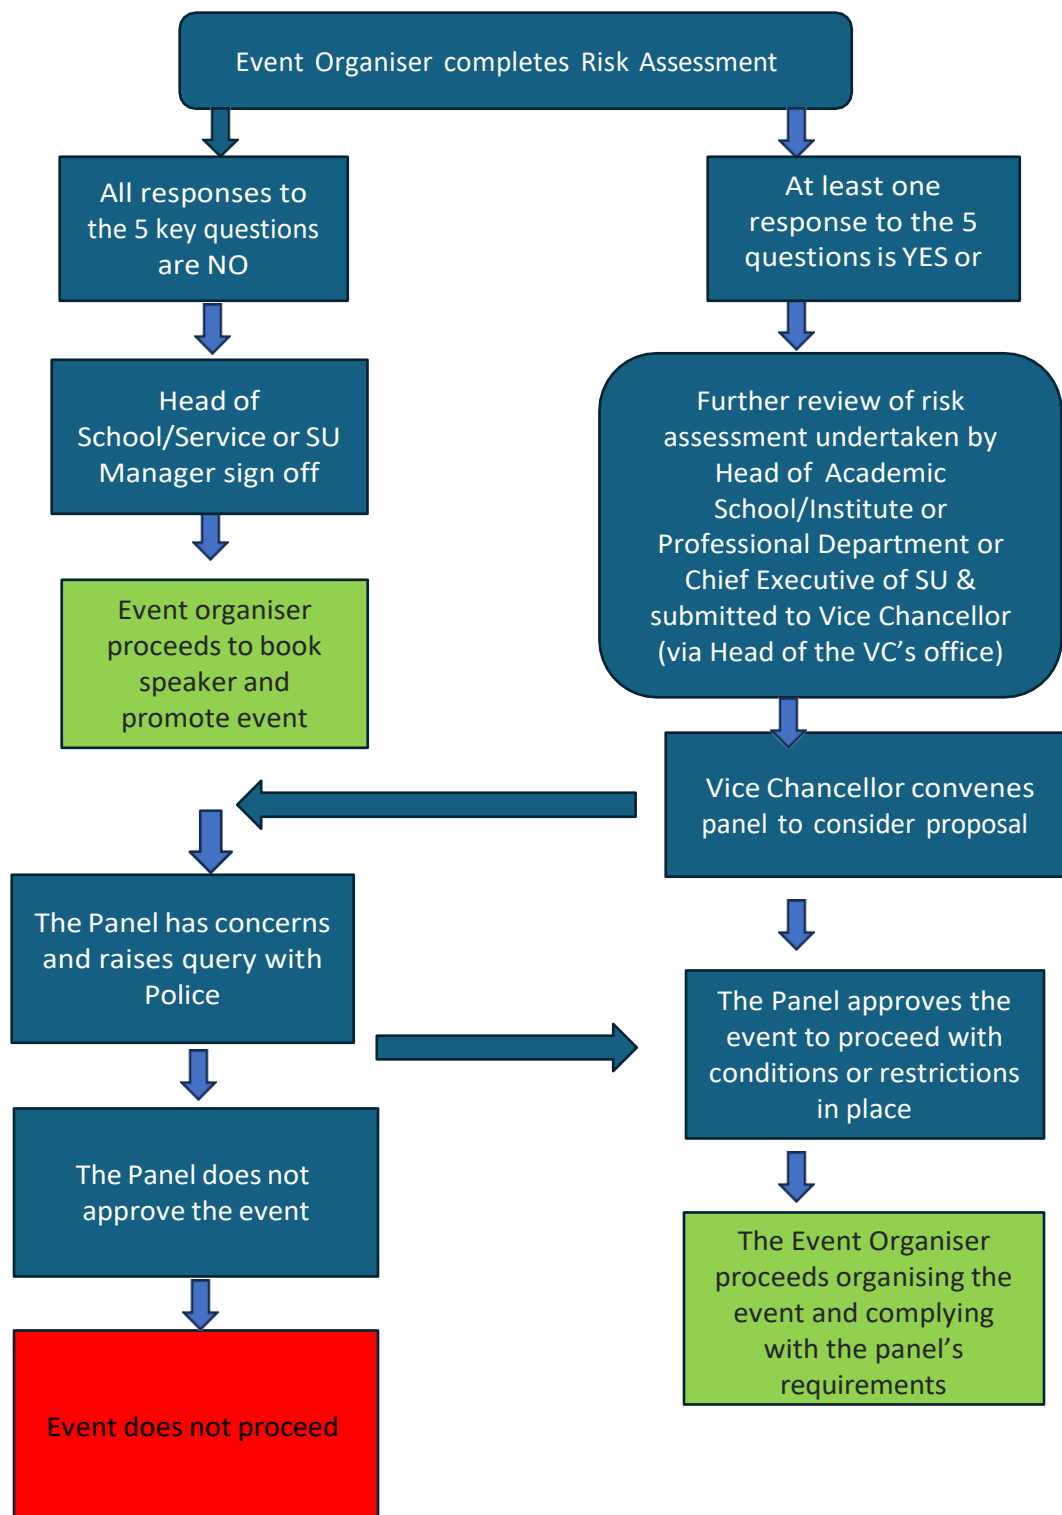 Event Organiser completes Risk Assessment
All responses to
the 5 key questions
are NO
At least one
response to the 5
questions is YES or
Head of
School/Service or SU
Manager sign off
Further review of risk
assessment undertaken by
Head of Academic
School/Institute or
Professional Department or
Chief Executive of SU &
submitted to Vice Chancellor
(via Head of the VC’s office)
Event organiser
proceeds to book
speaker and
promote event
Vice Chancellor convenes
panel to consider proposal
The Panel has concerns
and raises query with
Police
The Panel approves the
event to proceed with
conditions or restrictions
in place
The Panel does not
approve the event
The Event Organiser
proceeds organising the
event and complying
with the panel’s
requirements
Event does not proceed